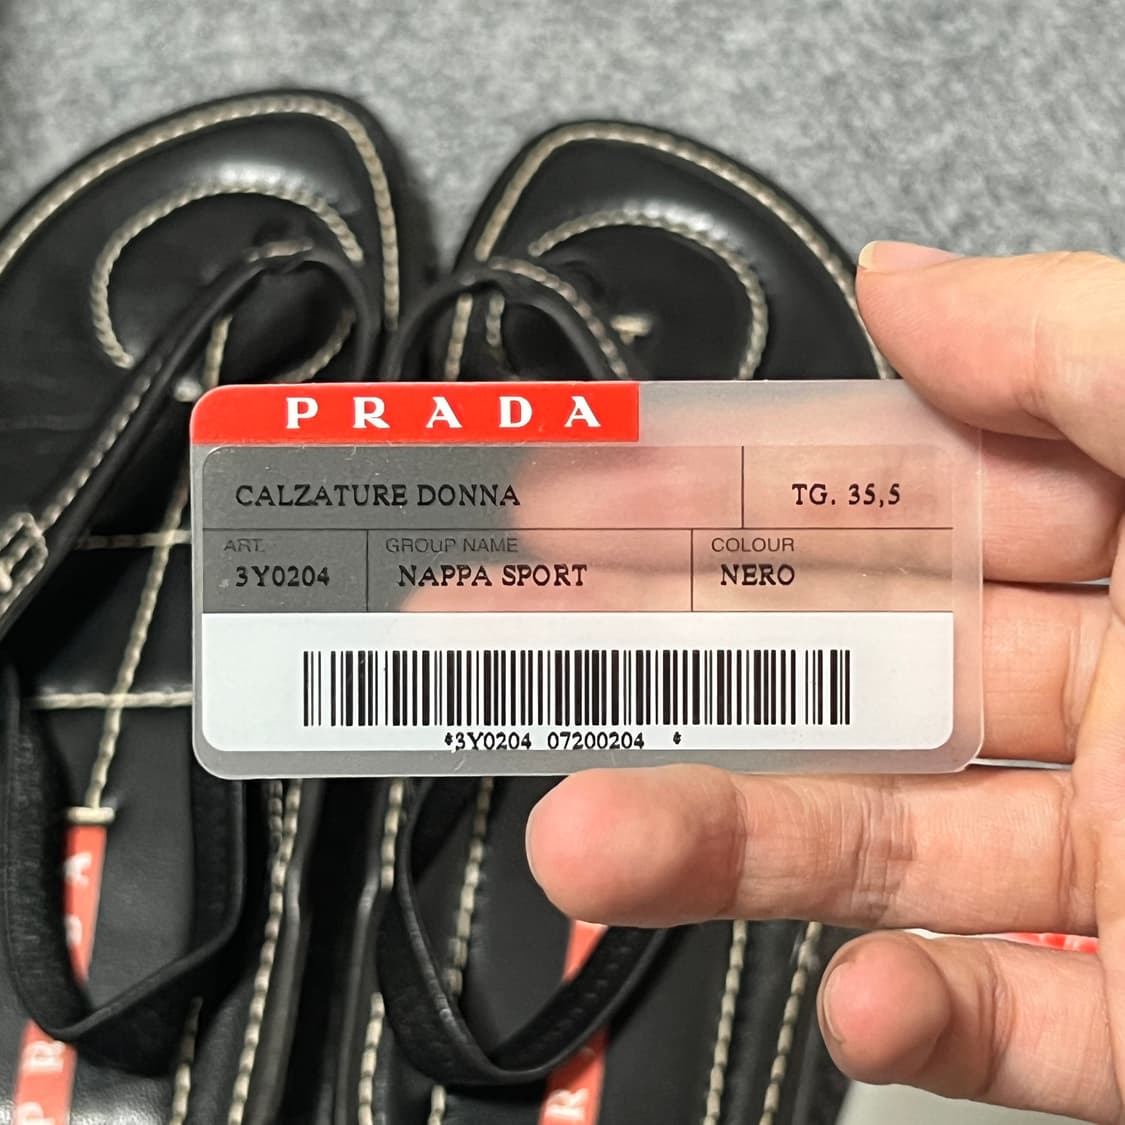 PRADA
CALZATURE DONNA
TG. 35,5
ART.
3Y0204
GROUP NAME
NAPPA SPORT
COLOUR
NERO
*3Y0204 07200204 *
P R A
R